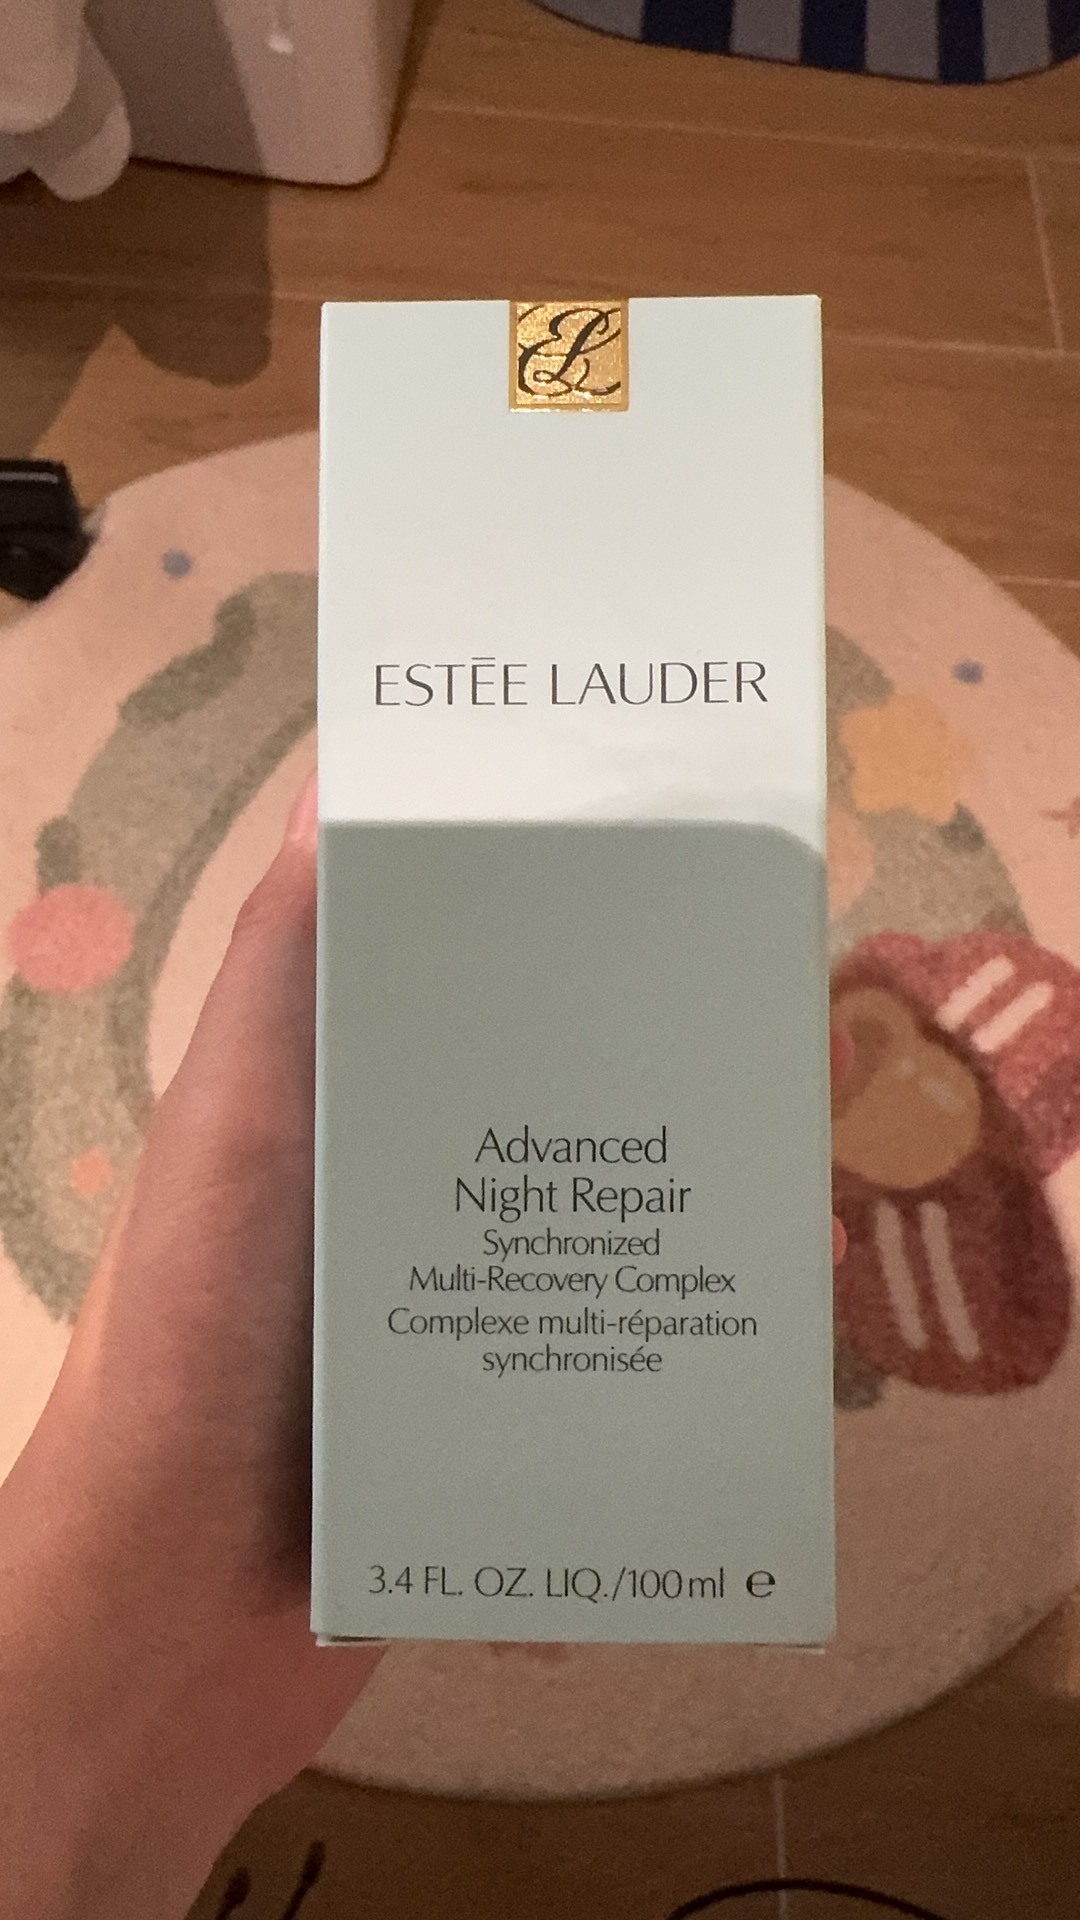 EL
ESTĒE LAUDER
Advanced
Night Repair
Synchronized
Multi-Recovery Complex
Complexe multi-réparation
synchronisée
3.4 FL. OZ. LIQ./100ml ℮